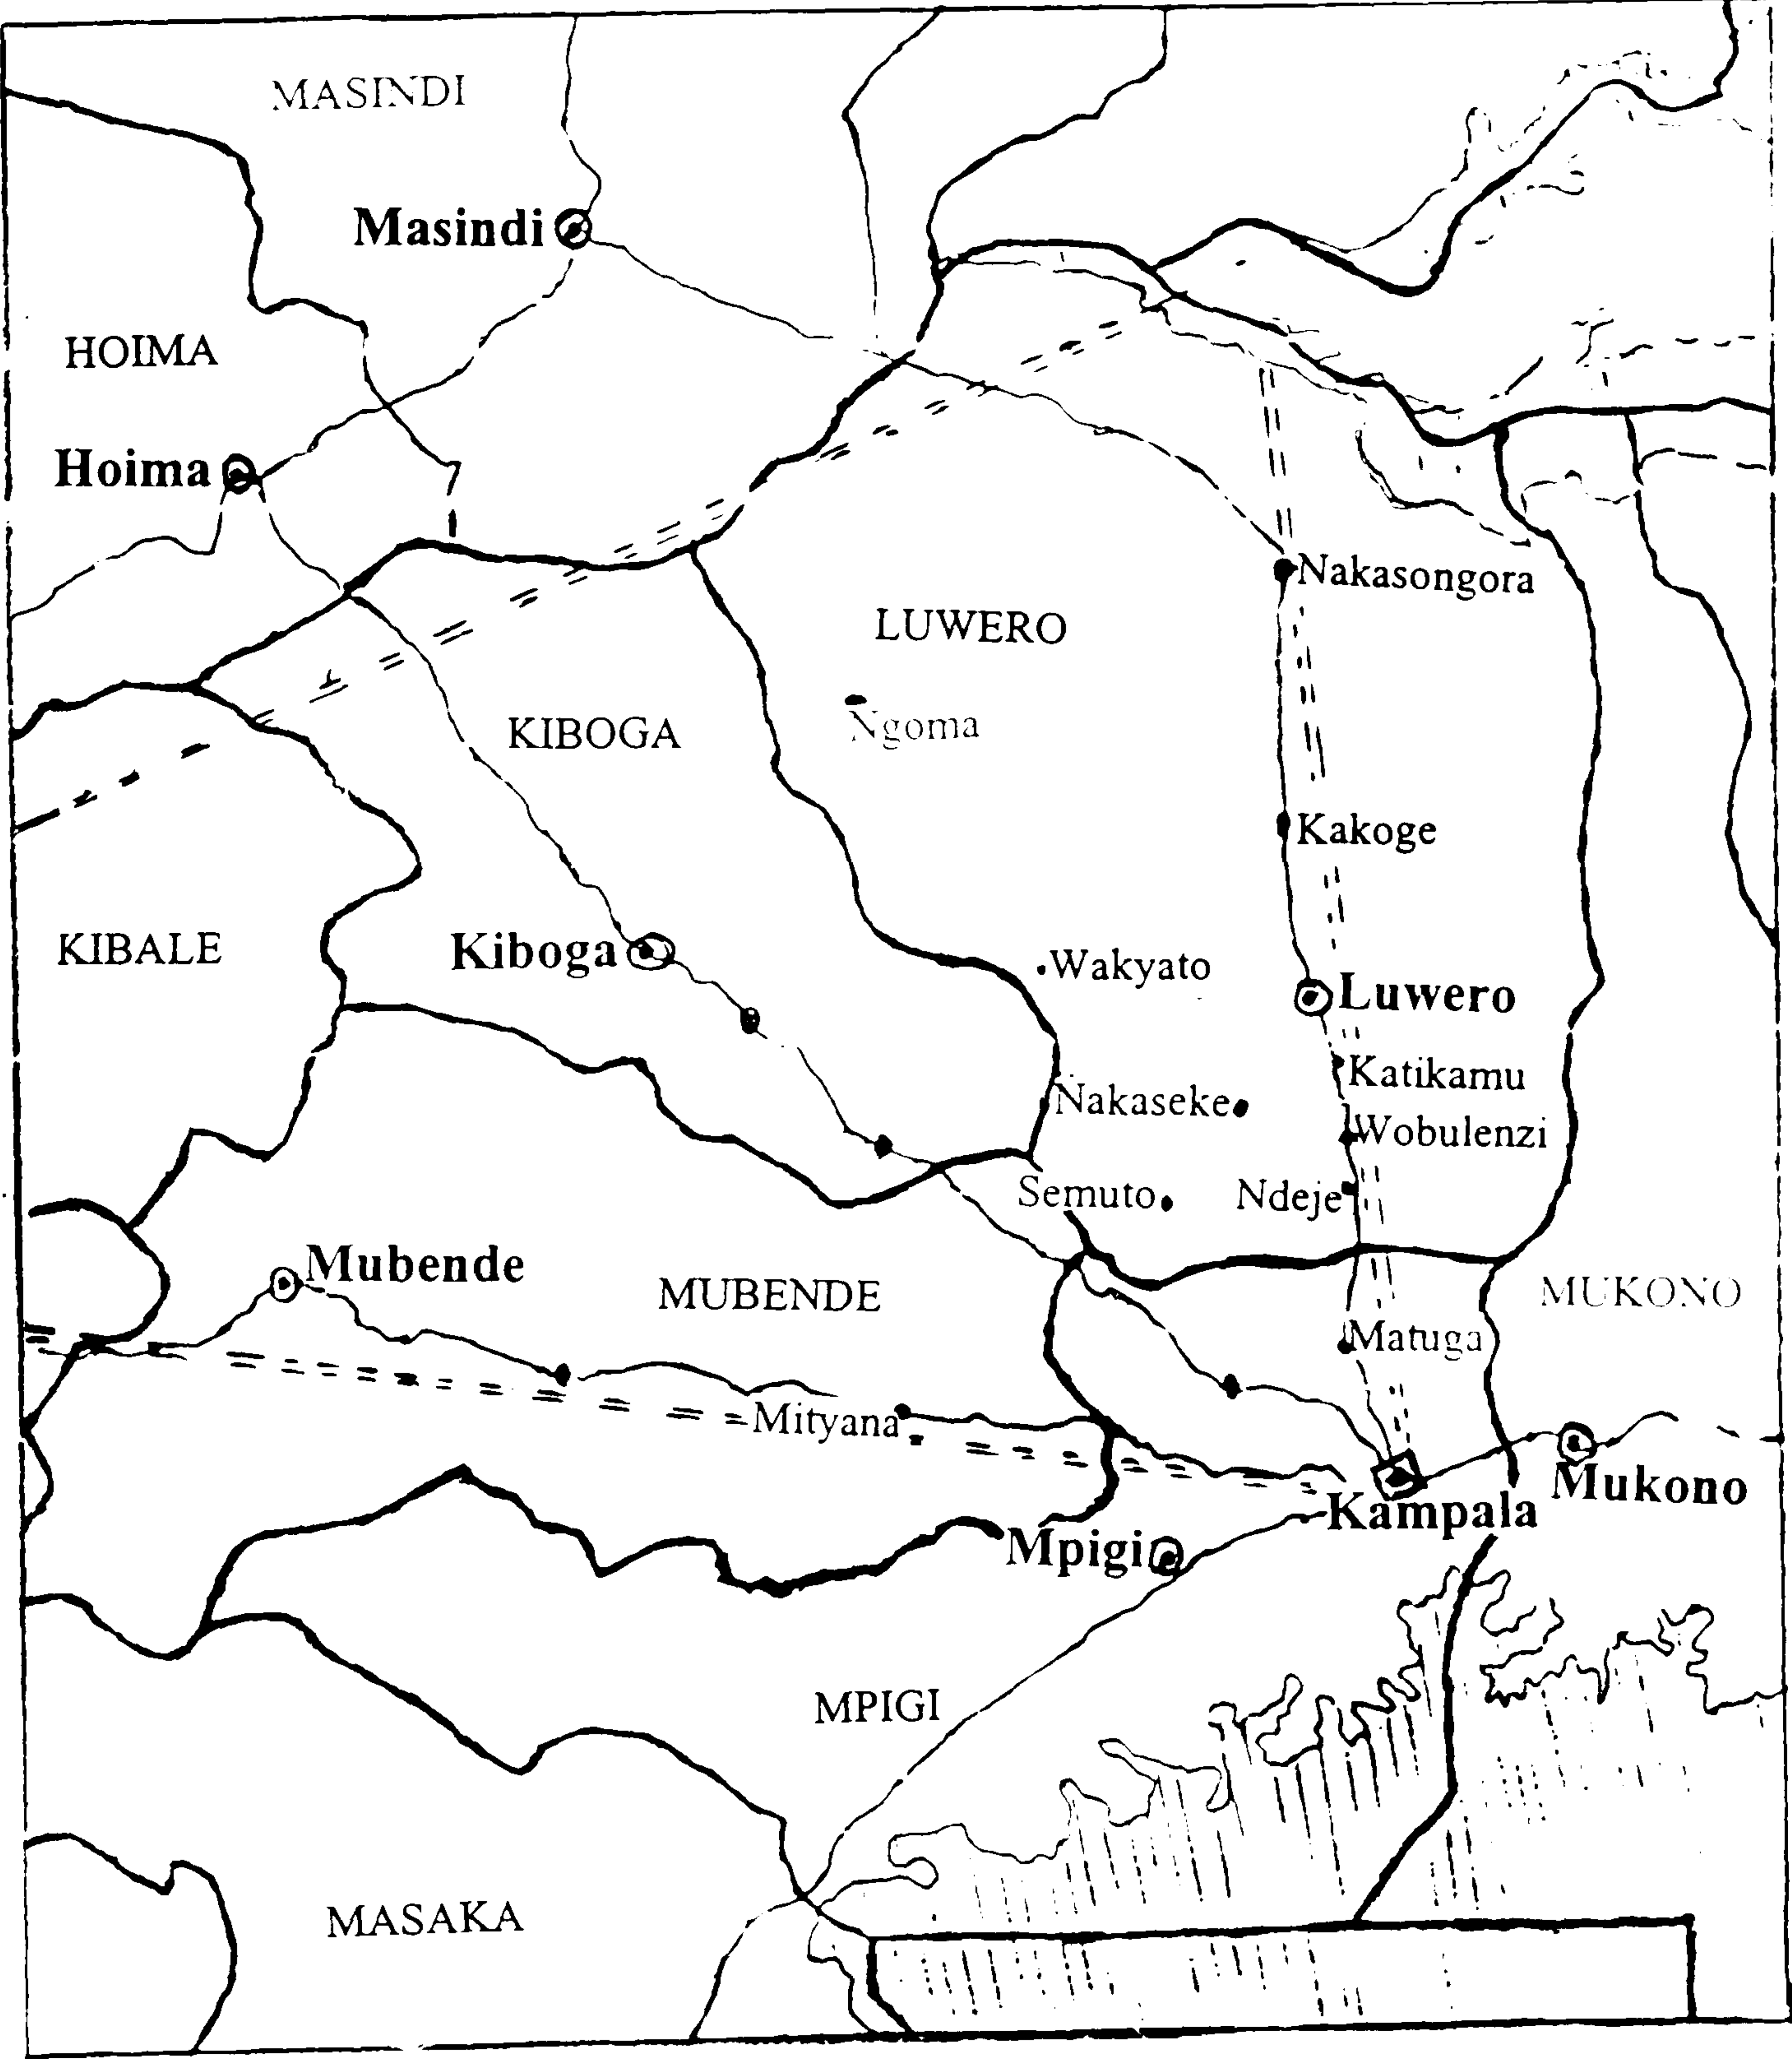 MASINDI
Masindi
HOIMA
Hoima
Nakasongora
LUWERO
Ngoma
KIBOGA
Kakoge
KIBALE
Kiboga
Wakyato
Luwero
Katikamu
Nakaseke
Wobulenzi
Semuto
Ndeje
Mubende
MUBENDE
MUKONO
Matuga
Mityana
Mukono
Kampala
Mpigi
MPIGI
MASAKA